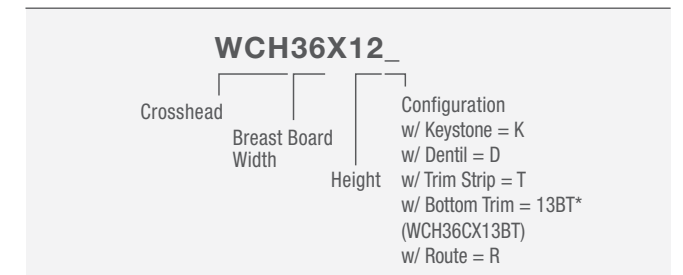 WCH36X12_
Crosshead
Breast Board
Width
Height
Configuration
w/ Keystone = K
w/ Dentil = D
w/ Trim Strip = T
w/ Bottom Trim = 13BT*
(WCH36CX13BT)
w/ Route = R